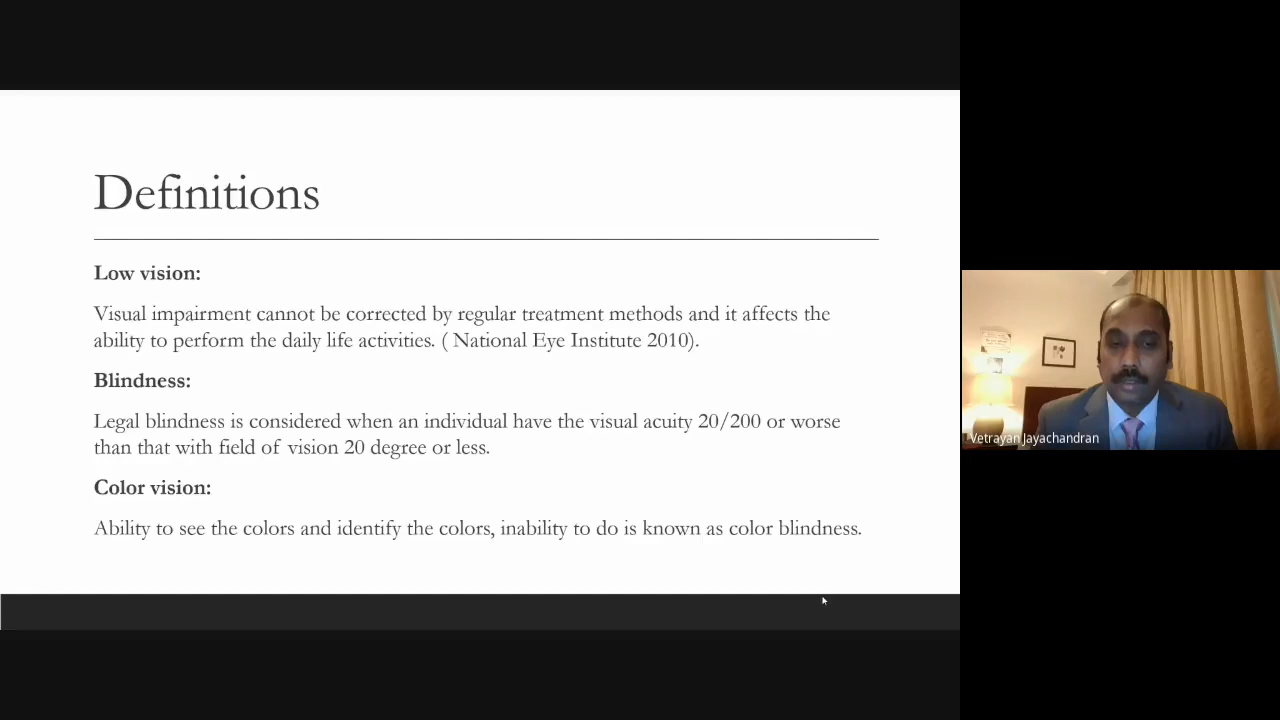 Definitions
Low vision:
Visual impairment cannot be corrected by regular treatment methods and it affects the
ability to perform the daily life activities. ( National Eye Institute 2010).
Blindness:
Legal blindness is considered when an individual have the visual acuity 20/200 or worse
than that with field of vision 20 degree or less.
Color vision:
Ability to see the colors and identify the colors, inability to do is known as color blindness.
Vetrayan Jayachandran